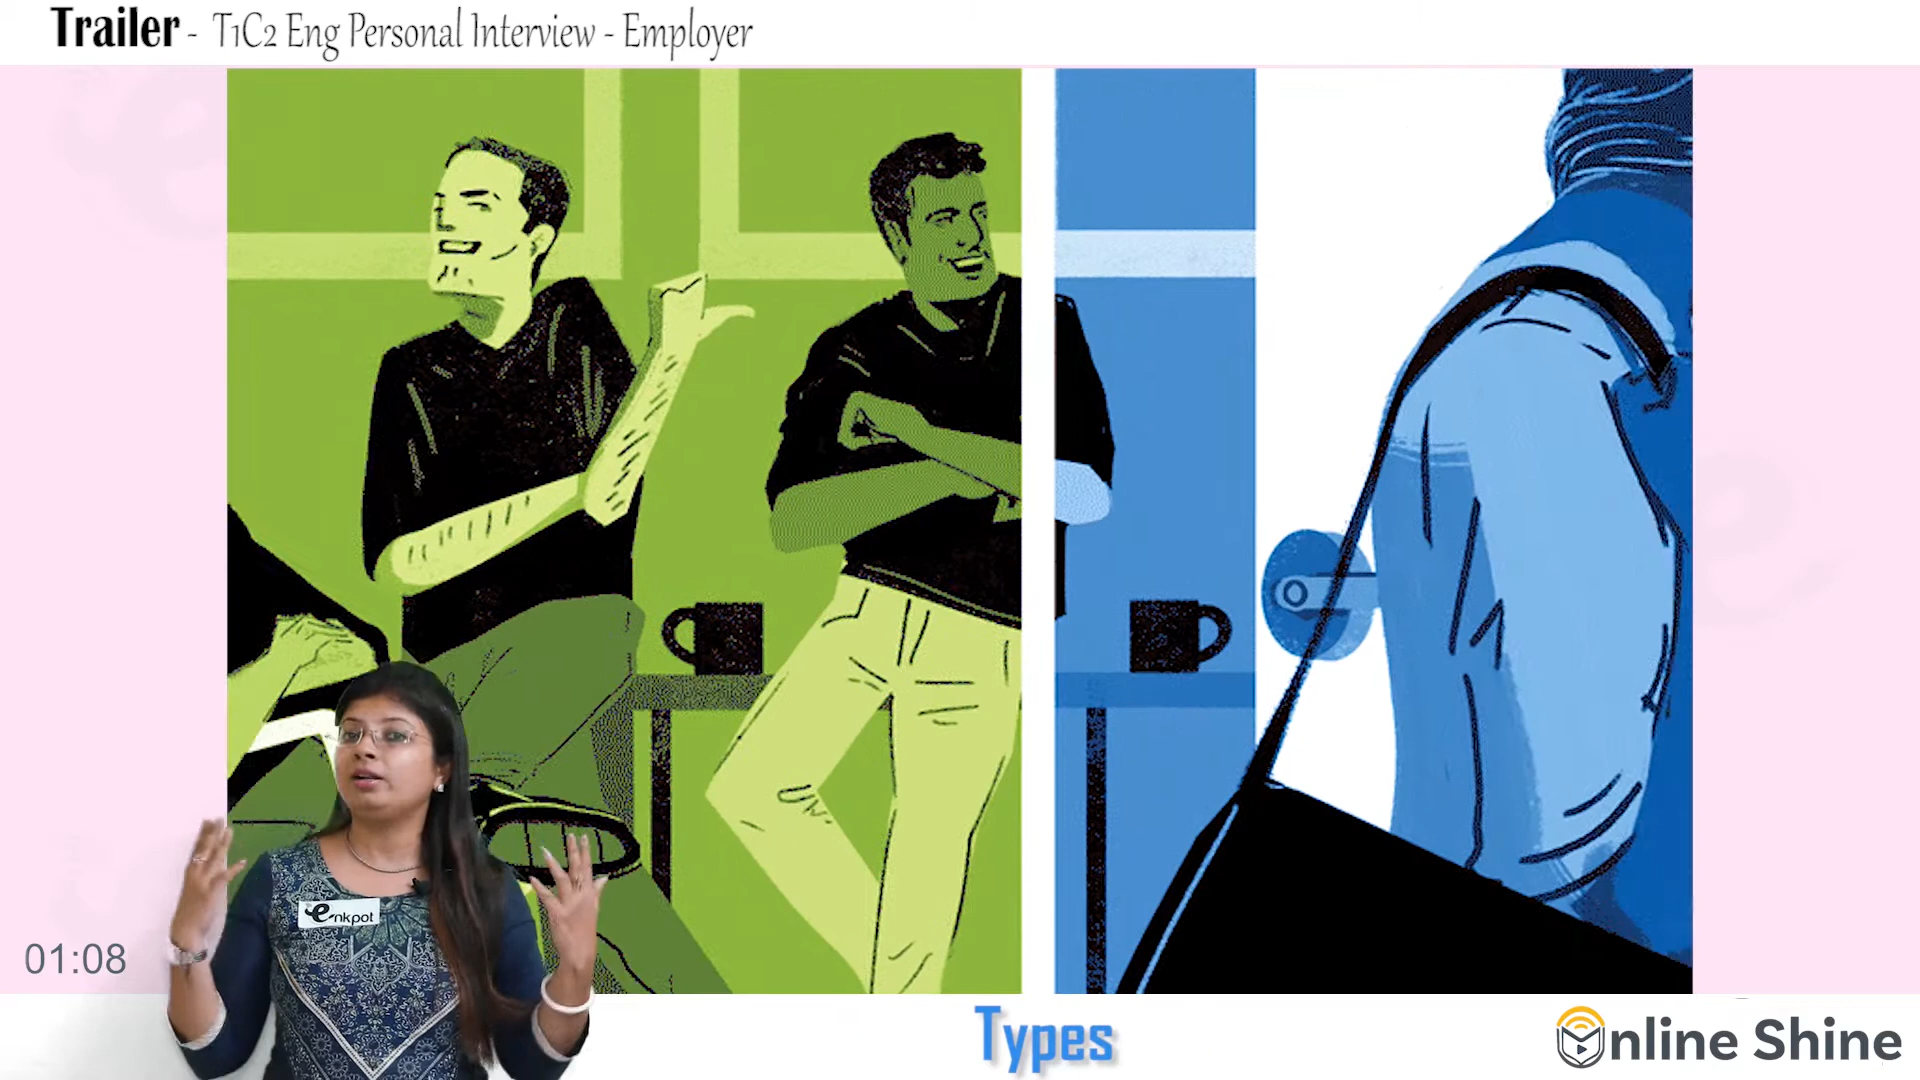 Trailer - T1C2 Eng Personal Interview - Employer
enkpot
01:08
Types
Online Shine